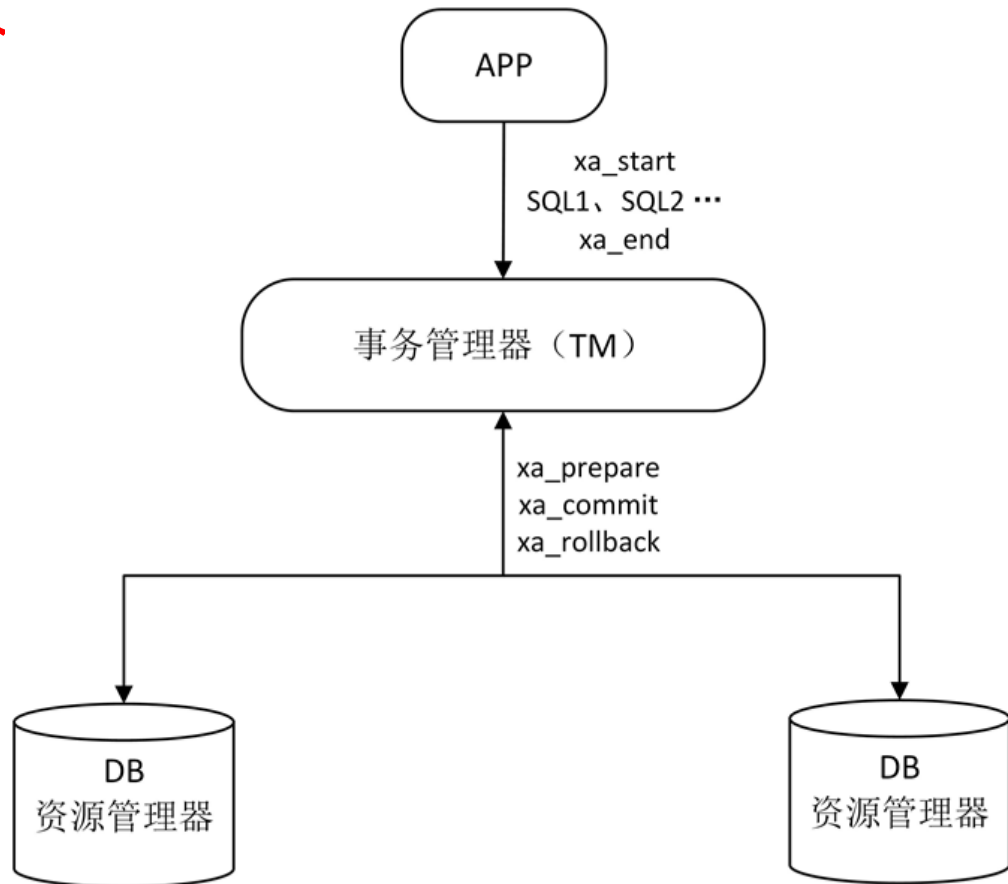 APP
xa_start
SQL1、SQL2 ···
xa_end
事务管理器（TM）
xa_prepare
xa_commit
xa_rollback
DB
资源管理器
DB
资源管理器